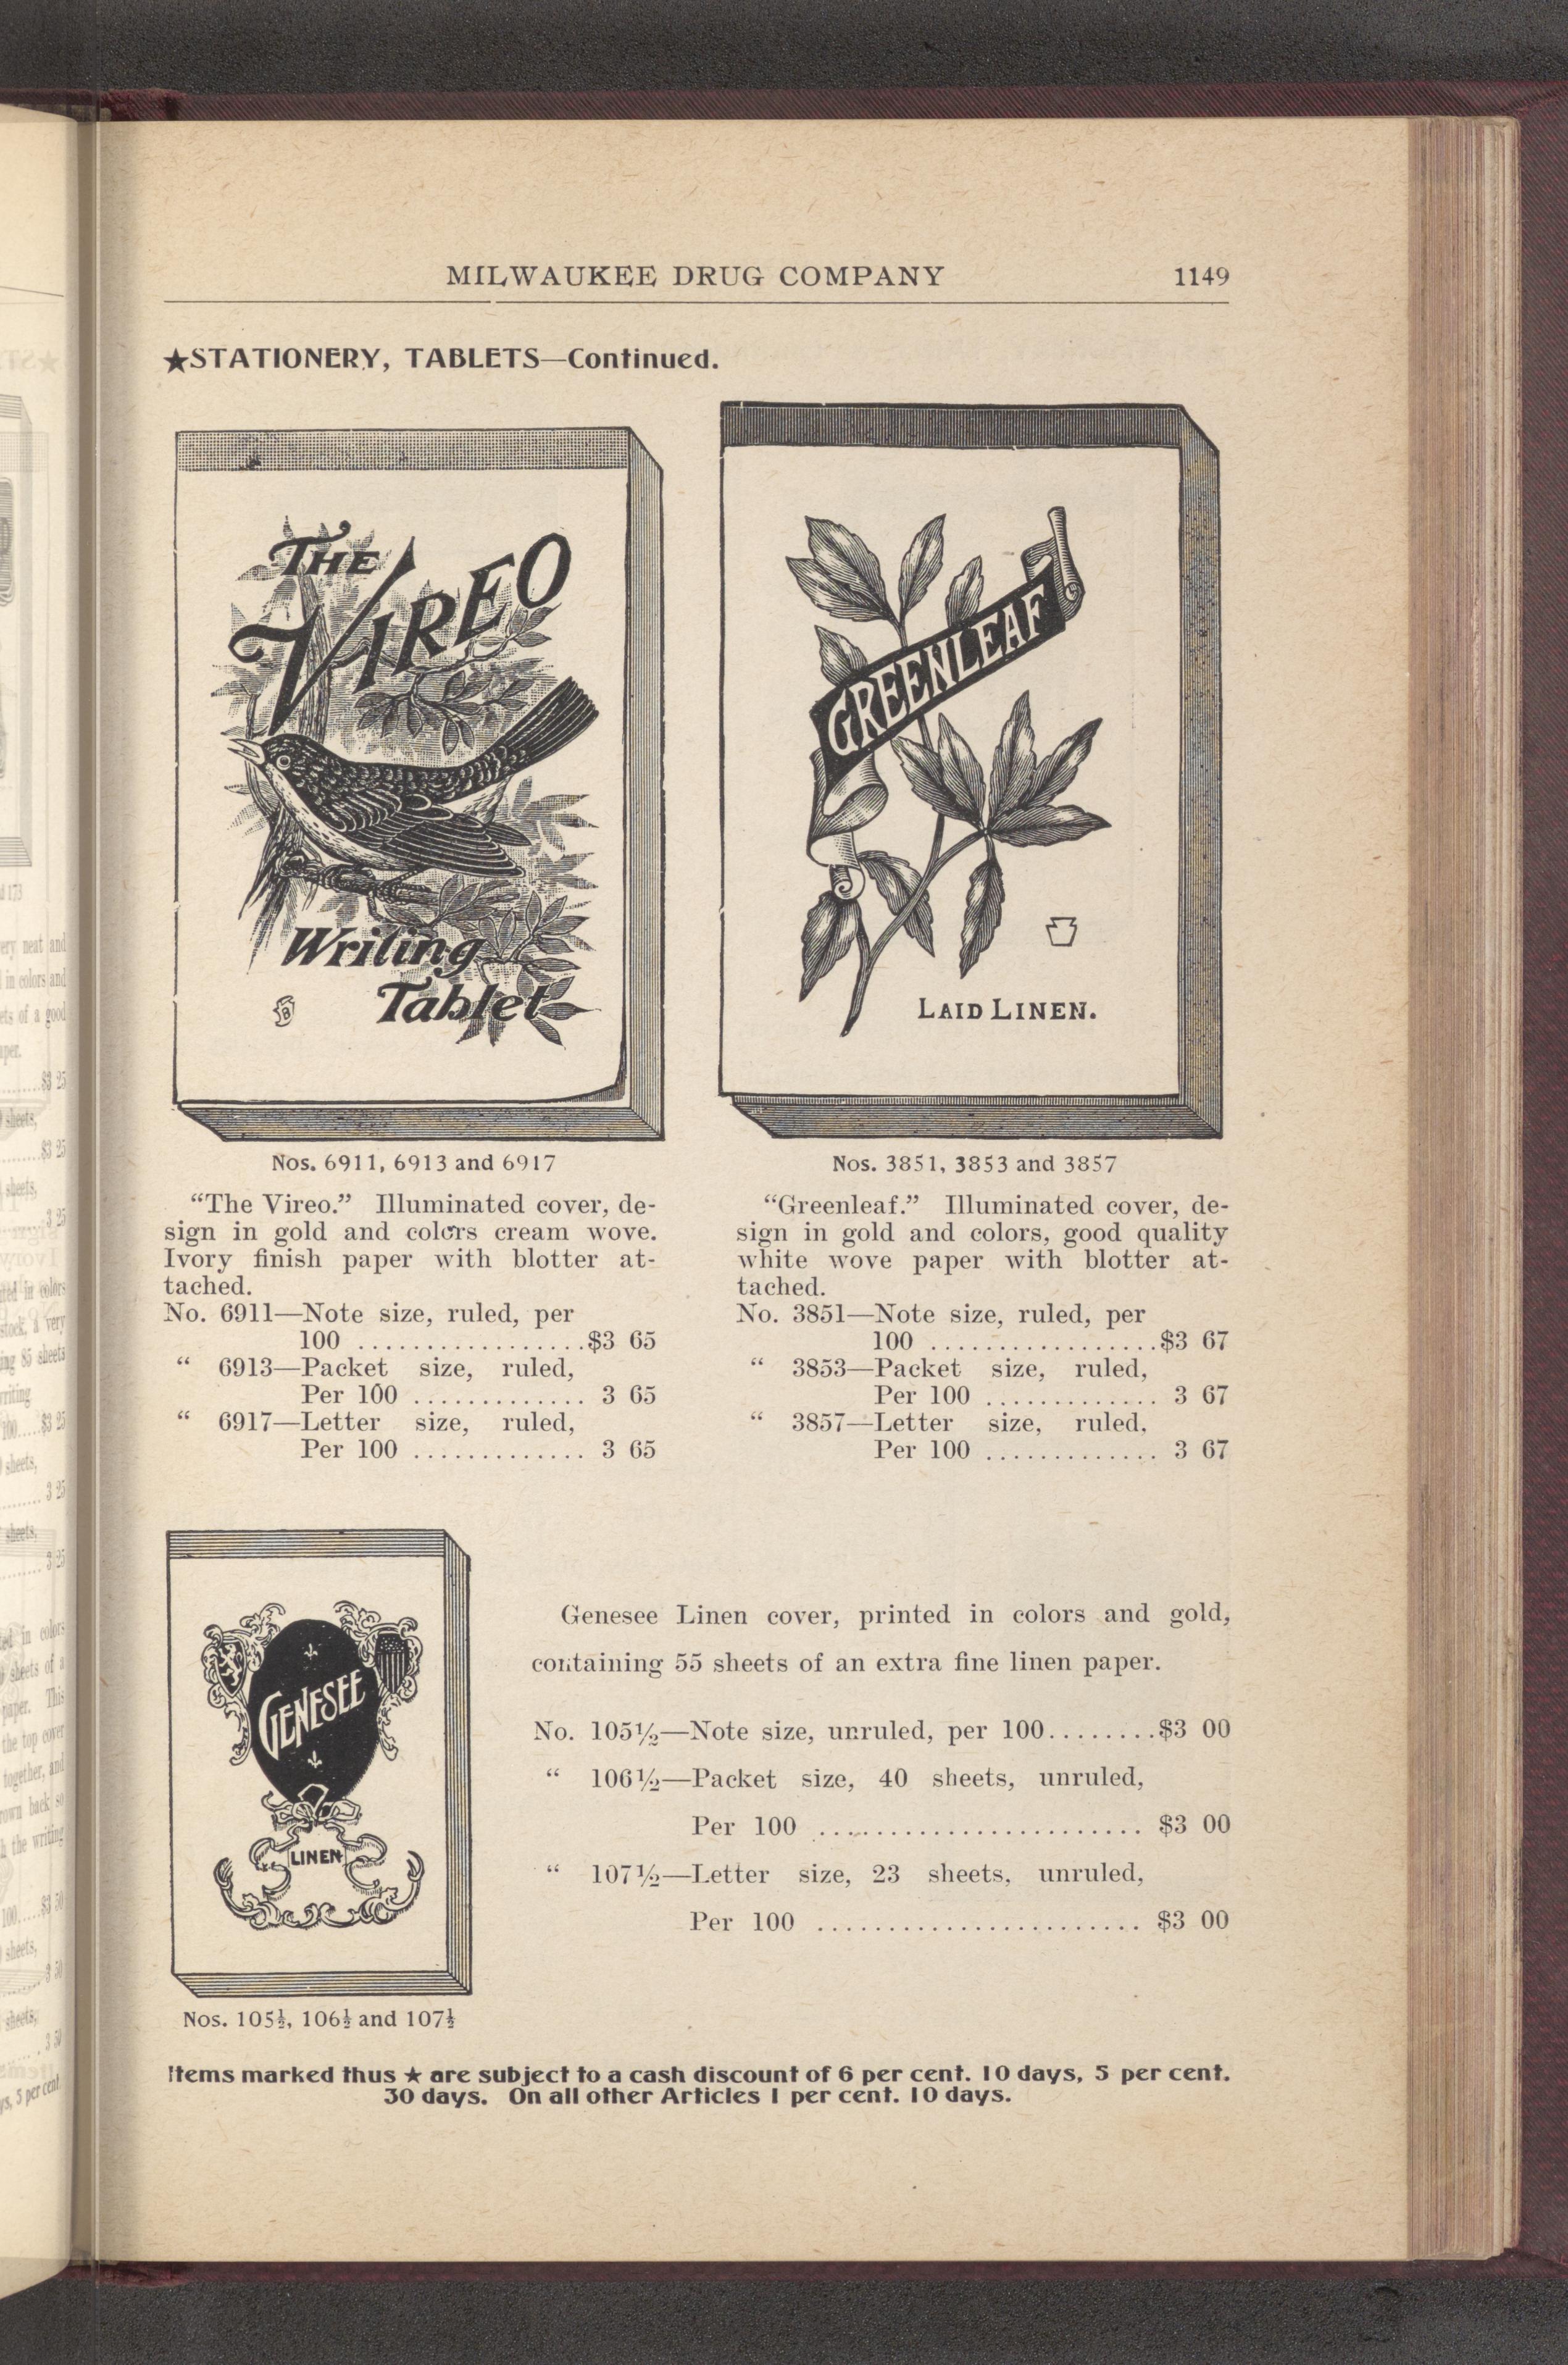 MILWAUKEE DRUG COMPANY 1149
★STATIONERY, TABLETS—Continued.
THE
VIREO
Writing
Tablet
Nos. 6911, 6913 and 6917
"The Vireo." Illuminated cover, de-
sign in gold and colors cream wove.
Ivory finish paper with blotter at-
tached.
No. 6911—Note size, ruled, per
100 .................$3 65
" 6913—Packet size, ruled,
Per 100 ............. 3 65
" 6917—Letter size, ruled,
Per 100 ............. 3 65
GREENLEAF
LAID LINEN.
Nos. 3851, 3853 and 3857
"Greenleaf." Illuminated cover, de-
sign in gold and colors, good quality
white wove paper with blotter at-
tached.
No. 3851—Note size, ruled, per
100 .................$3 67
" 3853—Packet size, ruled,
Per 100 ............. 3 67
" 3857—Letter size, ruled,
Per 100 ............. 3 67
GENESEE
LINEN
Nos. 105½, 106½ and 107½
Genesee Linen cover, printed in colors and gold,
containing 55 sheets of an extra fine linen paper.
No. 105½—Note size, unruled, per 100........$3 00
" 106½—Packet size, 40 sheets, unruled,
Per 100 ....................... $3 00
" 107½—Letter size, 23 sheets, unruled,
Per 100 ....................... $3 00
Items marked thus ★ are subject to a cash discount of 6 per cent. 10 days, 5 per cent.
30 days. On all other Articles 1 per cent. 10 days.